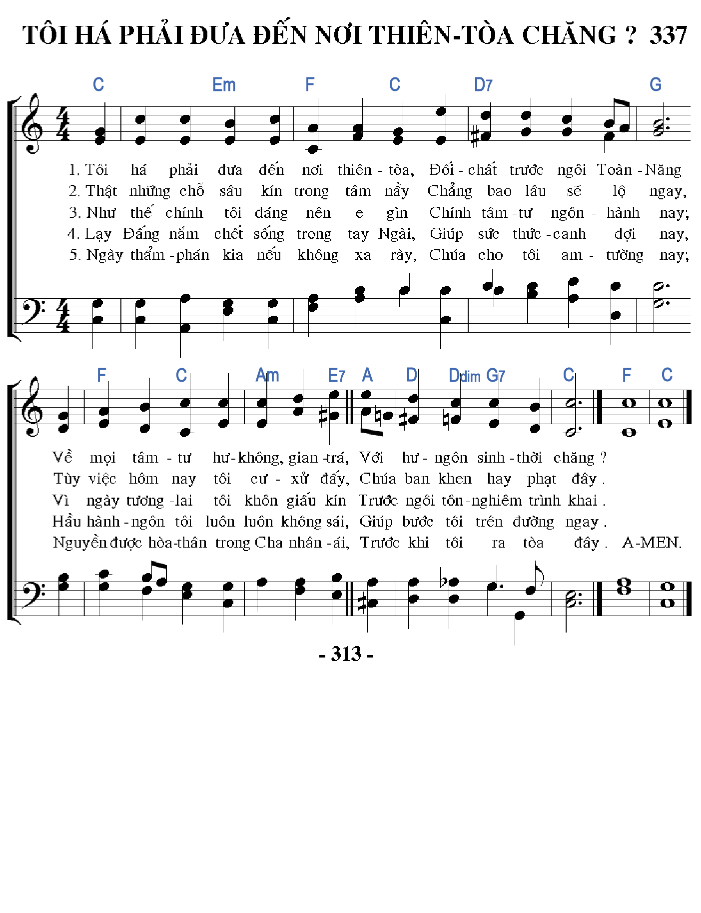 TÔI HÁ PHẢI ĐƯA ĐẾN NƠI THIÊN-TÒA CHĂNG ? 337
C Em F C D7 G
1. Tôi há phải đưa đến nơi thiên-tòa, Đối-chất trước ngôi Toàn-Năng
2. Thật những chỗ sâu kín trong tâm nầy Chẳng bao lâu sẽ lộ ngay,
3. Như thế chính tôi đáng nên e gìn Chính tâm-tư ngôn-hành nay;
4. Lạy Đấng nắm chết sống trong tay Ngài, Giúp sức thức-canh đợi nay,
5. Ngày thẩm-phán kia nếu không xa rày, Chúa cho tôi am-tường nay;
F C Am E7 A D Ddim G7 C F C
Về mọi tâm-tư hư-không, gian-trá, Với hư-ngôn sinh-thời chăng ?
Tùy việc hôm nay tôi cư-xử đấy, Chúa ban khen hay phạt đây.
Vì ngày tương-lai tôi khôn giấu kín Trước ngôi tôn-nghiêm trình khai.
Hầu hành-ngôn tôi luôn luôn không sái, Giúp bước tôi trên đường ngay.
Nguyền được hòa-thân trong Cha nhân-ái, Trước khi tôi ra tòa đây. A-MEN.
- 313 -